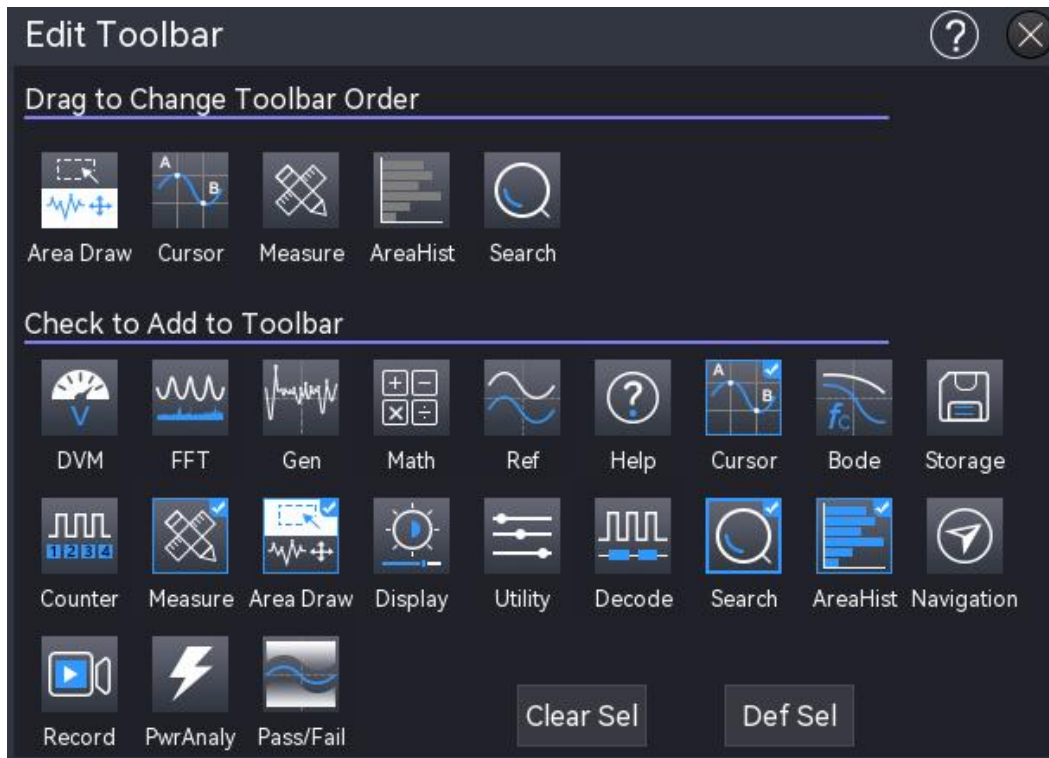 Edit Toolbar
Drag to Change Toolbar Order
A
B
Area Draw Cursor Measure AreaHist Search
Check to Add to Toolbar
A
B
V
fc
DVM FFT Gen Math Ref Help Cursor Bode Storage
1234
Counter Measure Area Draw Display Utility Decode Search AreaHist Navigation
Clear Sel Def Sel
Record PwrAnaly Pass/Fail